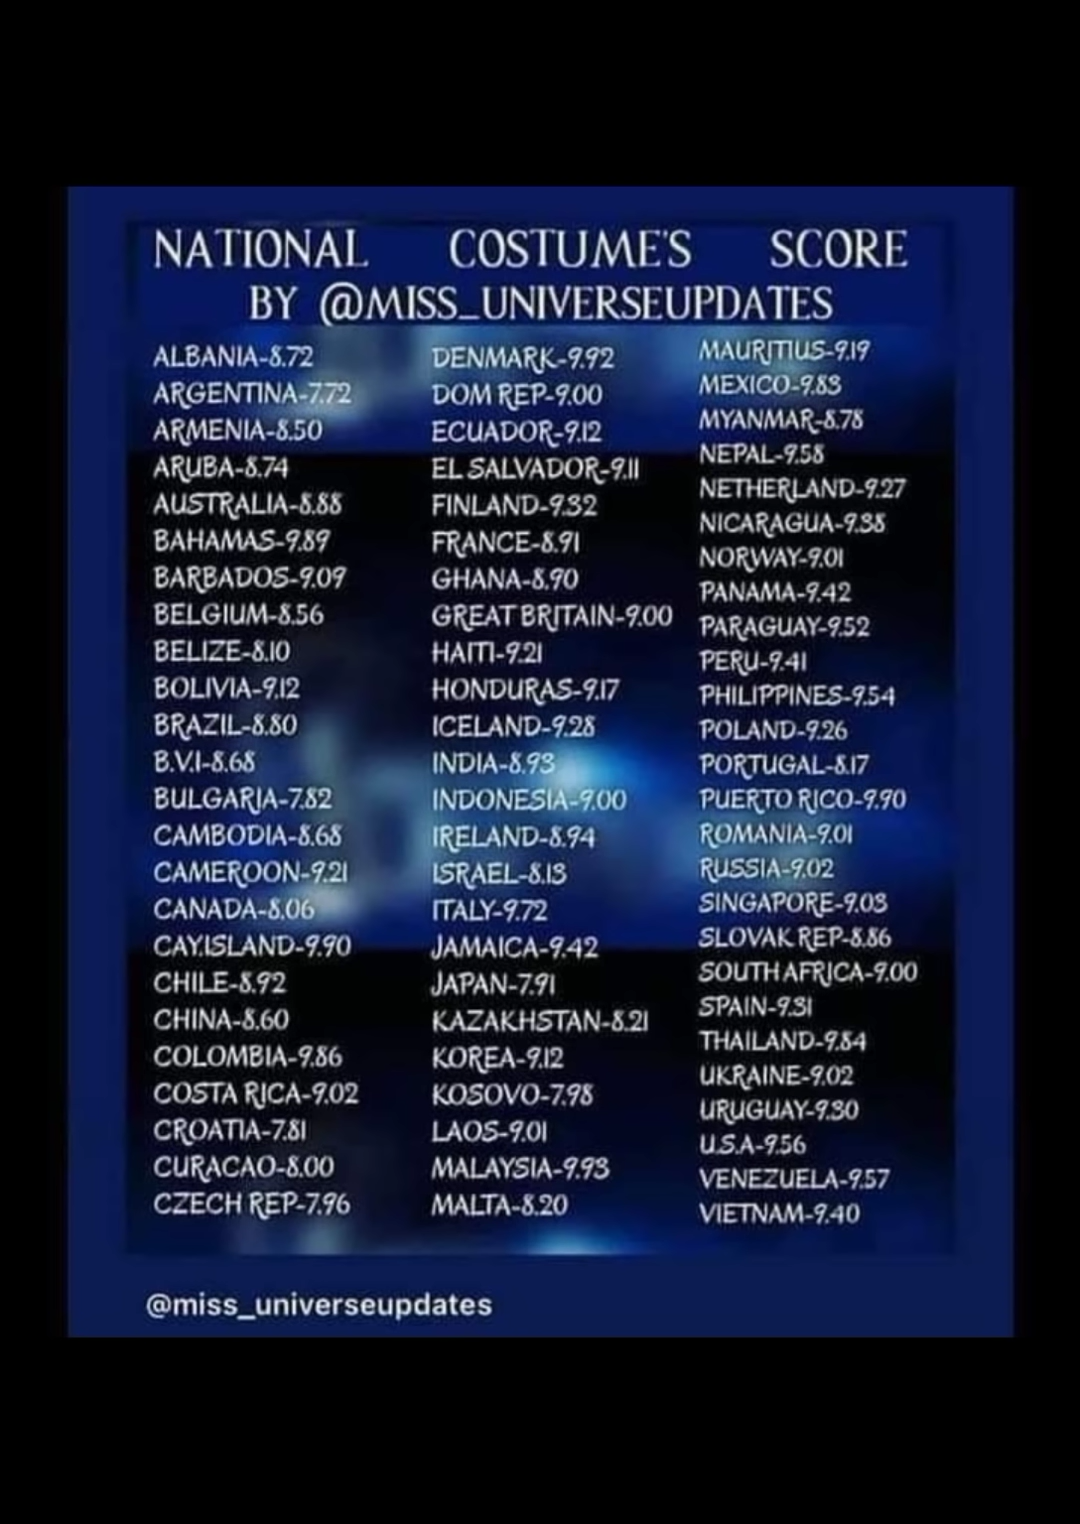 NATIONAL COSTUME'S SCORE
BY @MISS_UNIVERSEUPDATES
ALBANIA-8.72
ARGENTINA-7.72
ARMENIA-8.50
ARUBA-8.74
AUSTRALIA-8.88
BAHAMAS-9.89
BARBADOS-9.09
BELGIUM-8.56
BELIZE-8.10
BOLIVIA-9.12
BRAZIL-8.80
B.V.I-8.68
BULGARIA-7.82
CAMBODIA-8.68
CAMEROON-9.21
CANADA-8.06
CAY.ISLAND-9.90
CHILE-8.92
CHINA-8.60
COLOMBIA-9.86
COSTA RICA-9.02
CROATIA-7.81
CURACAO-8.00
CZECH REP-7.96
DENMARK-9.92
DOM REP-9.00
ECUADOR-9.12
EL SALVADOR-9.11
FINLAND-9.32
FRANCE-8.91
GHANA-8.90
GREAT BRITAIN-9.00
HAITI-9.21
HONDURAS-9.17
ICELAND-9.28
INDIA-8.93
INDONESIA-9.00
IRELAND-8.94
ISRAEL-8.13
ITALY-9.72
JAMAICA-9.42
JAPAN-7.91
KAZAKHSTAN-8.21
KOREA-9.12
KOSOVO-7.98
LAOS-9.01
MALAYSIA-9.93
MALTA-8.20
MAURITIUS-9.19
MEXICO-9.83
MYANMAR-8.78
NEPAL-9.58
NETHERLAND-9.27
NICARAGUA-9.38
NORWAY-9.01
PANAMA-9.42
PARAGUAY-9.52
PERU-9.41
PHILIPPINES-9.54
POLAND-9.26
PORTUGAL-8.17
PUERTO RICO-9.90
ROMANIA-9.01
RUSSIA-9.02
SINGAPORE-9.03
SLOVAK REP-8.86
SOUTH AFRICA-9.00
SPAIN-9.31
THAILAND-9.84
UKRAINE-9.02
URUGUAY-9.30
U.S.A-9.56
VENEZUELA-9.57
VIETNAM-9.40
@miss_universeupdates